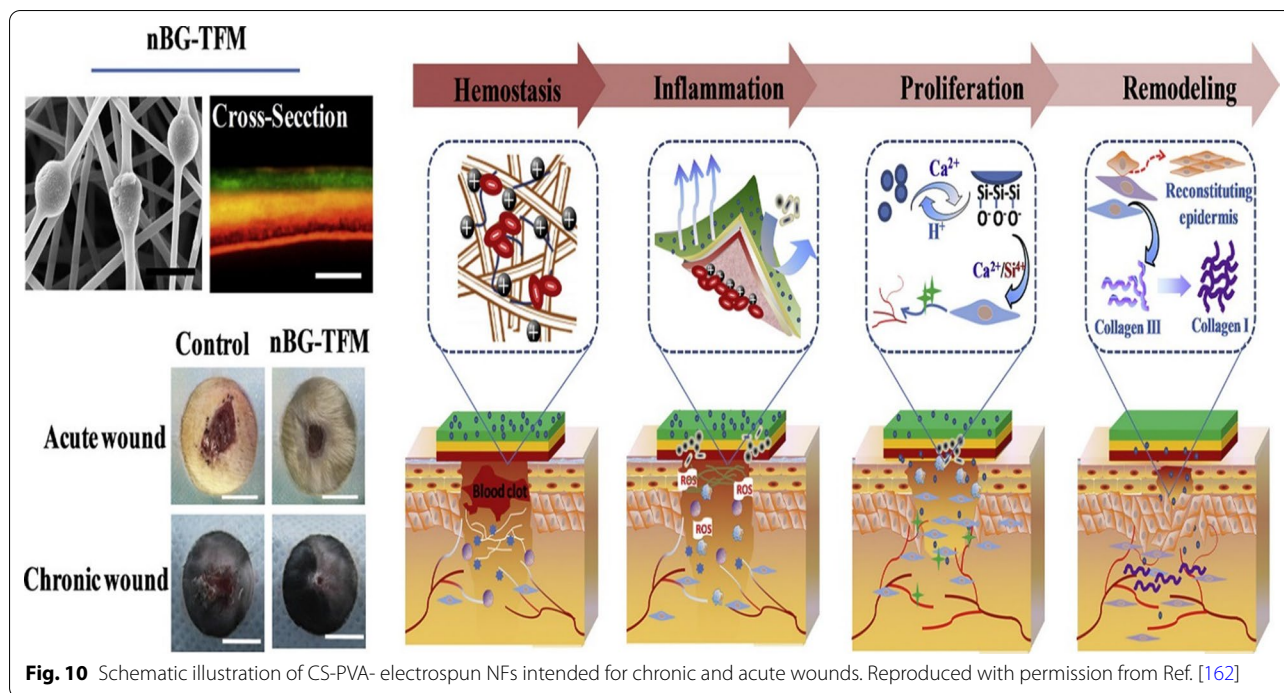 nBG-TFM
Cross-Secction
Control nBG-TFM
Acute wound
Chronic wound
Hemostasis Inflammation Proliferation Remodeling
+ + + + + + +
Ca²⁺
H⁺
Si-Si-Si
O⁻O⁻O⁻
Ca²⁺/Si⁴⁺
Reconstituting
epidermis
Collagen III Collagen I
Blood clot
ROS ROS
ROS
Fig. 10 Schematic illustration of CS-PVA- electrospun NFs intended for chronic and acute wounds. Reproduced with permission from Ref. [162]